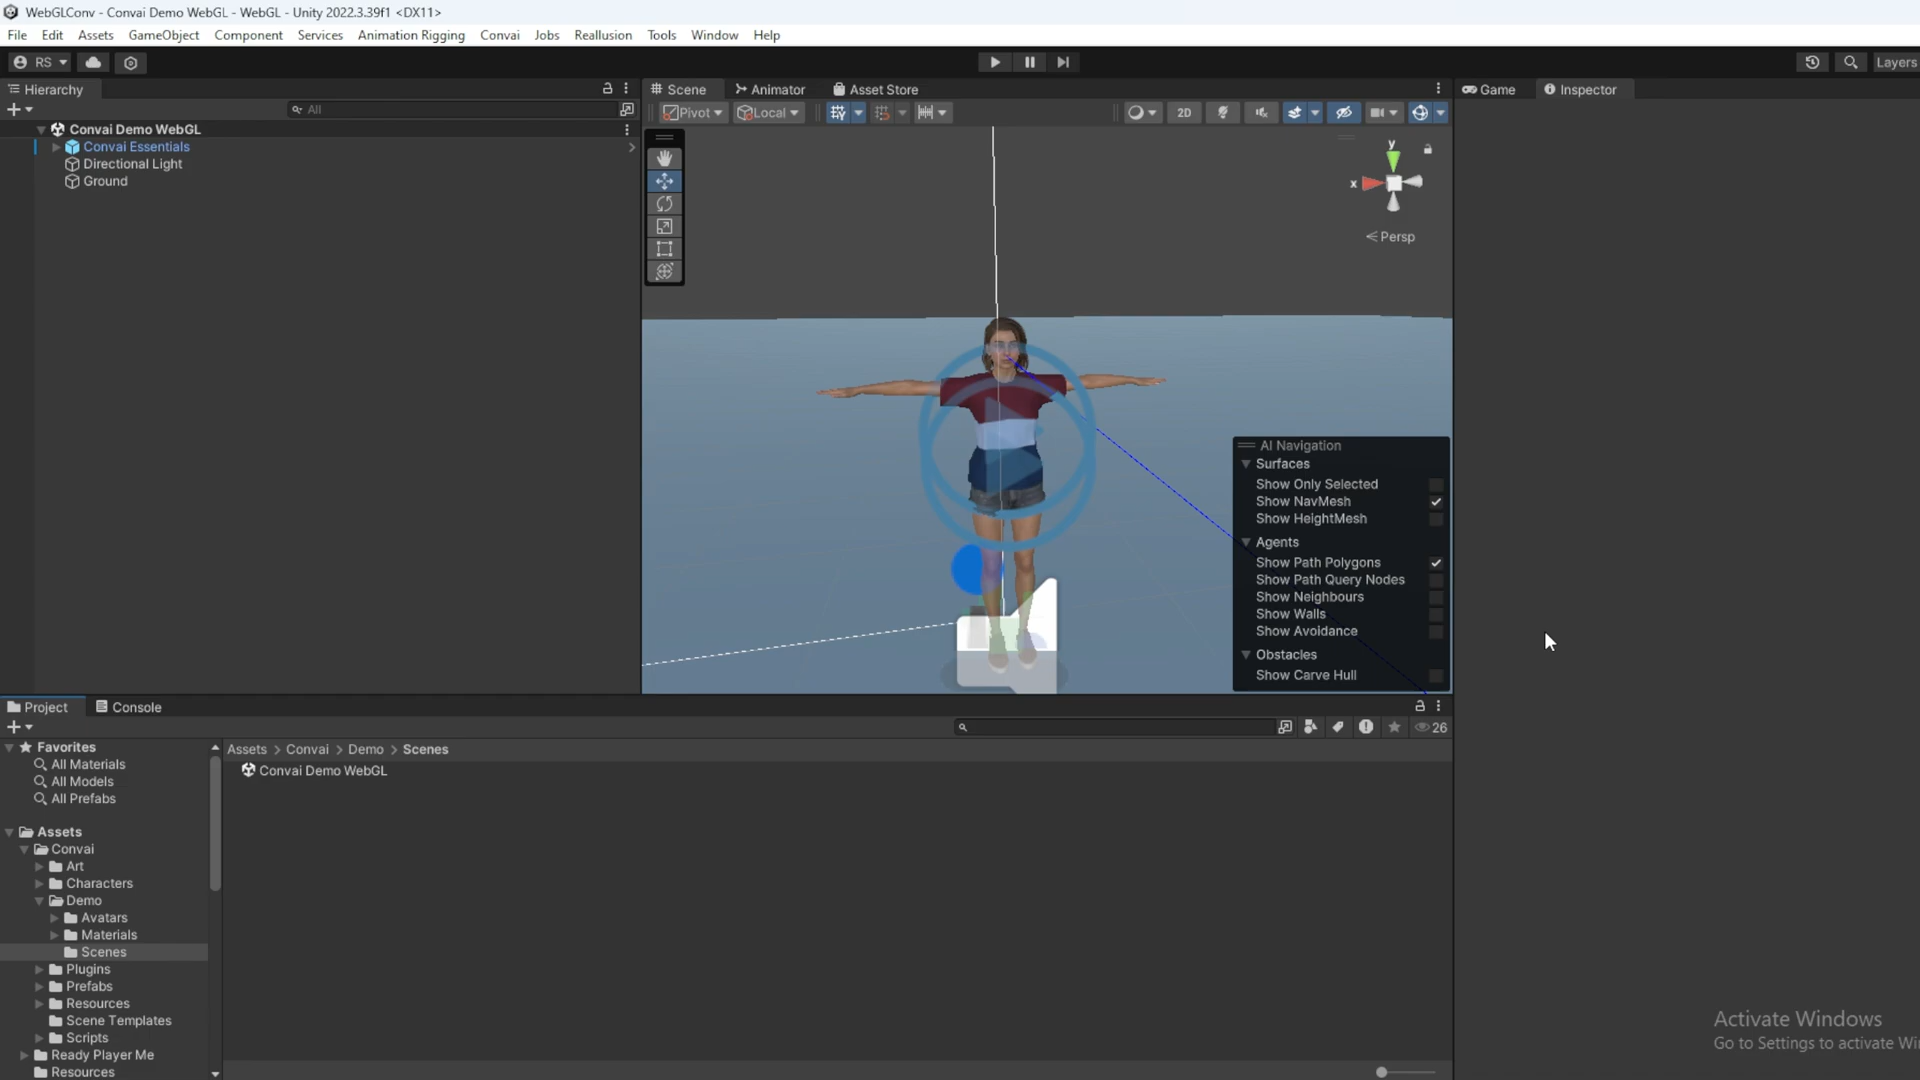 WebGLConv - Convai Demo WebGL - WebGL - Unity 2022.3.39f1 <DX11>
File Edit Assets GameObject Component Services Animation Rigging Convai Jobs Reallusion Tools Window Help
RS Layers
Hierarchy
All
Convai Demo WebGL
Convai Essentials
Directional Light
Ground
Scene Animator Asset Store
Pivot Local 2D
y
x
Persp
AI Navigation
Surfaces
Show Only Selected
Show NavMesh
Show HeightMesh
Agents
Show Path Polygons
Show Path Query Nodes
Show Neighbours
Show Walls
Show Avoidance
Obstacles
Show Carve Hull
Game Inspector
Project Console
26
Favorites
All Materials
All Models
All Prefabs
Assets
Convai
Art
Characters
Demo
Avatars
Materials
Scenes
Plugins
Prefabs
Resources
Scene Templates
Scripts
Ready Player Me
Resources
Assets > Convai > Demo > Scenes
Convai Demo WebGL
Activate Windows
Go to Settings to activate Wi